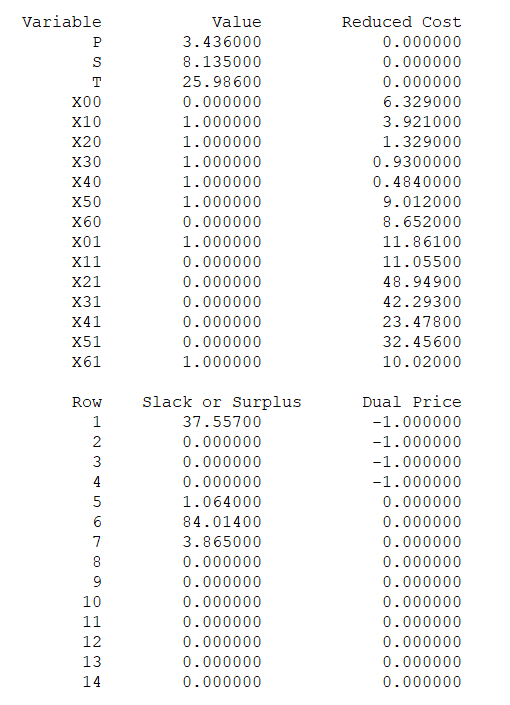 Variable Value Reduced Cost
P 3.436000 0.000000
S 8.135000 0.000000
T 25.98600 0.000000
X00 0.000000 6.329000
X10 1.000000 3.921000
X20 1.000000 1.329000
X30 1.000000 0.9300000
X40 1.000000 0.4840000
X50 1.000000 9.012000
X60 0.000000 8.652000
X01 1.000000 11.86100
X11 0.000000 11.05500
X21 0.000000 48.94900
X31 0.000000 42.29300
X41 0.000000 23.47800
X51 0.000000 32.45600
X61 1.000000 10.02000
Row Slack or Surplus Dual Price
1 37.55700 -1.000000
2 0.000000 -1.000000
3 0.000000 -1.000000
4 0.000000 -1.000000
5 1.064000 0.000000
6 84.01400 0.000000
7 3.865000 0.000000
8 0.000000 0.000000
9 0.000000 0.000000
10 0.000000 0.000000
11 0.000000 0.000000
12 0.000000 0.000000
13 0.000000 0.000000
14 0.000000 0.000000